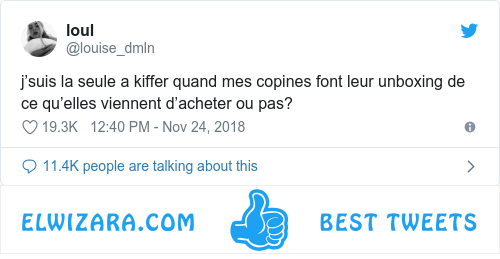 loul
@louise_dmln
j’suis la seule a kiffer quand mes copines font leur unboxing de
ce qu’elles viennent d’acheter ou pas?
19.3K 12:40 PM - Nov 24, 2018
11.4K people are talking about this
ELWIZARA.COM BEST TWEETS